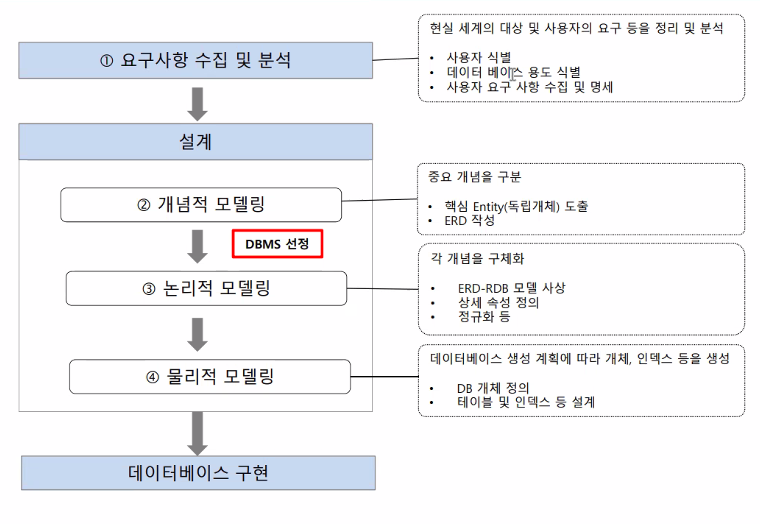 ① 요구사항 수집 및 분석
현실 세계의 대상 및 사용자의 요구 등을 정리 및 분석
• 사용자 식별
• 데이터 베이스 용도 식별
• 사용자 요구 사항 수집 및 명세
설계
② 개념적 모델링
중요 개념을 구분
• 핵심 Entity(독립개체) 도출
• ERD 작성
DBMS 선정
③ 논리적 모델링
각 개념을 구체화
• ERD-RDB 모델 사상
• 상세 속성 정의
• 정규화 등
④ 물리적 모델링
데이터베이스 생성 계획에 따라 개체, 인덱스 등을 생성
• DB 개체 정의
• 테이블 및 인덱스 등 설계
데이터베이스 구현